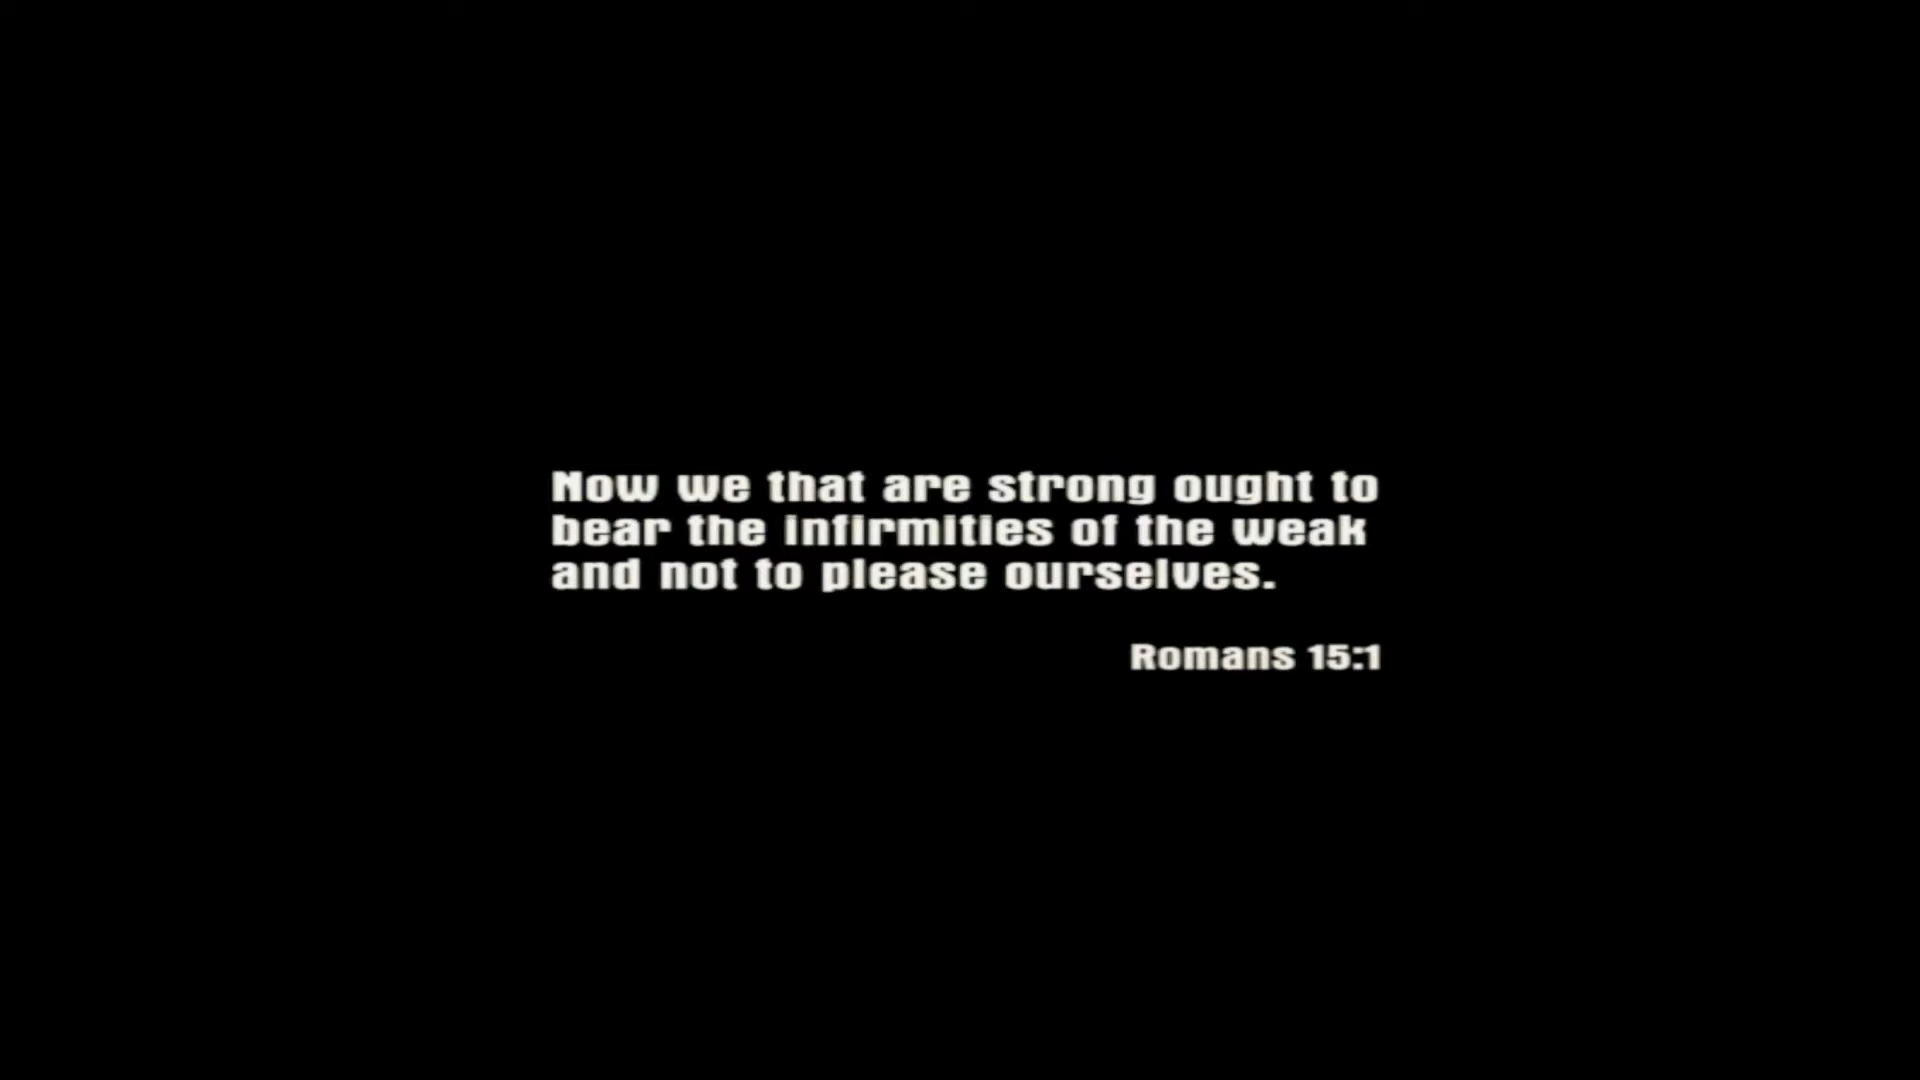 Now we that are strong ought to
bear the infirmities of the weak
and not to please ourselves.
Romans 15:1